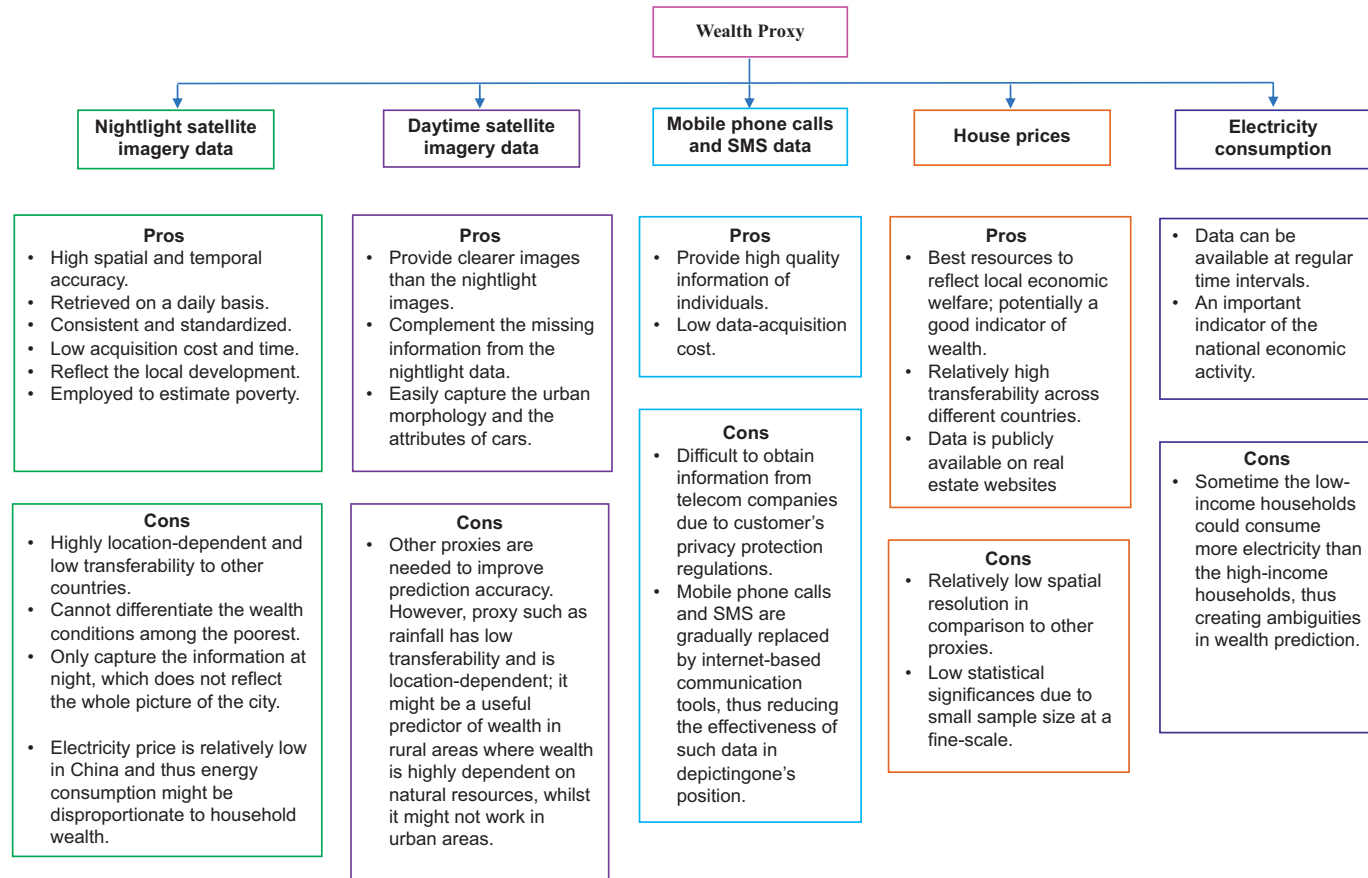 Wealth Proxy
Nightlight satellite
imagery data
Daytime satellite
imagery data
Mobile phone calls
and SMS data
House prices
Electricity
consumption
Pros
• High spatial and temporal
accuracy.
• Retrieved on a daily basis.
• Consistent and standardized.
• Low acquisition cost and time.
• Reflect the local development.
• Employed to estimate poverty.
Cons
• Highly location-dependent and
low transferability to other
countries.
• Cannot differentiate the wealth
conditions among the poorest.
• Only capture the information at
night, which does not reflect
the whole picture of the city.
• Electricity price is relatively low
in China and thus energy
consumption might be
disproportionate to household
wealth.
Pros
• Provide clearer images
than the nightlight
images.
• Complement the missing
information from the
nightlight data.
• Easily capture the urban
morphology and the
attributes of cars.
Cons
• Other proxies are
needed to improve
prediction accuracy.
However, proxy such as
rainfall has low
transferability and is
location-dependent; it
might be a useful
predictor of wealth in
rural areas where wealth
is highly dependent on
natural resources, whilst
it might not work in
urban areas.
Pros
• Provide high quality
information of
individuals.
• Low data-acquisition
cost.
Cons
• Difficult to obtain
information from
telecom companies
due to customer's
privacy protection
regulations.
• Mobile phone calls
and SMS are
gradually replaced
by internet-based
communication
tools, thus reducing
the effectiveness of
such data in
depictingone's
position.
Pros
• Best resources to
reflect local economic
welfare; potentially a
good indicator of
wealth.
• Relatively high
transferability across
different countries.
• Data is publicly
available on real
estate websites
Cons
• Relatively low spatial
resolution in
comparison to other
proxies.
• Low statistical
significances due to
small sample size at a
fine-scale.
• Data can be
available at regular
time intervals.
• An important
indicator of the
national economic
activity.
Cons
• Sometime the low-
income households
could consume
more electricity than
the high-income
households, thus
creating ambiguities
in wealth prediction.